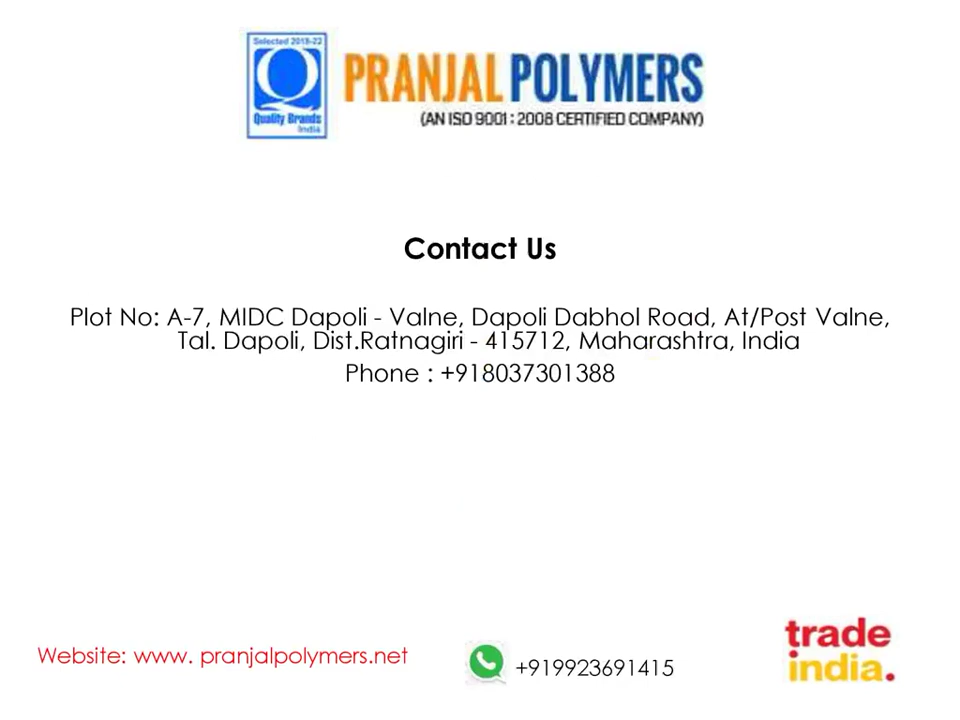 Selected 2019-22
Q
Quality Brands
India
PRANJAL POLYMERS
(AN ISO 9001 : 2008 CERTIFIED COMPANY)
Contact Us
Plot No: A-7, MIDC Dapoli - Valne, Dapoli Dabhol Road, At/Post Valne,
Tal. Dapoli, Dist.Ratnagiri - 415712, Maharashtra, India
Phone : +918037301388
Website: www. pranjalpolymers.net
+919923691415
trade
india.